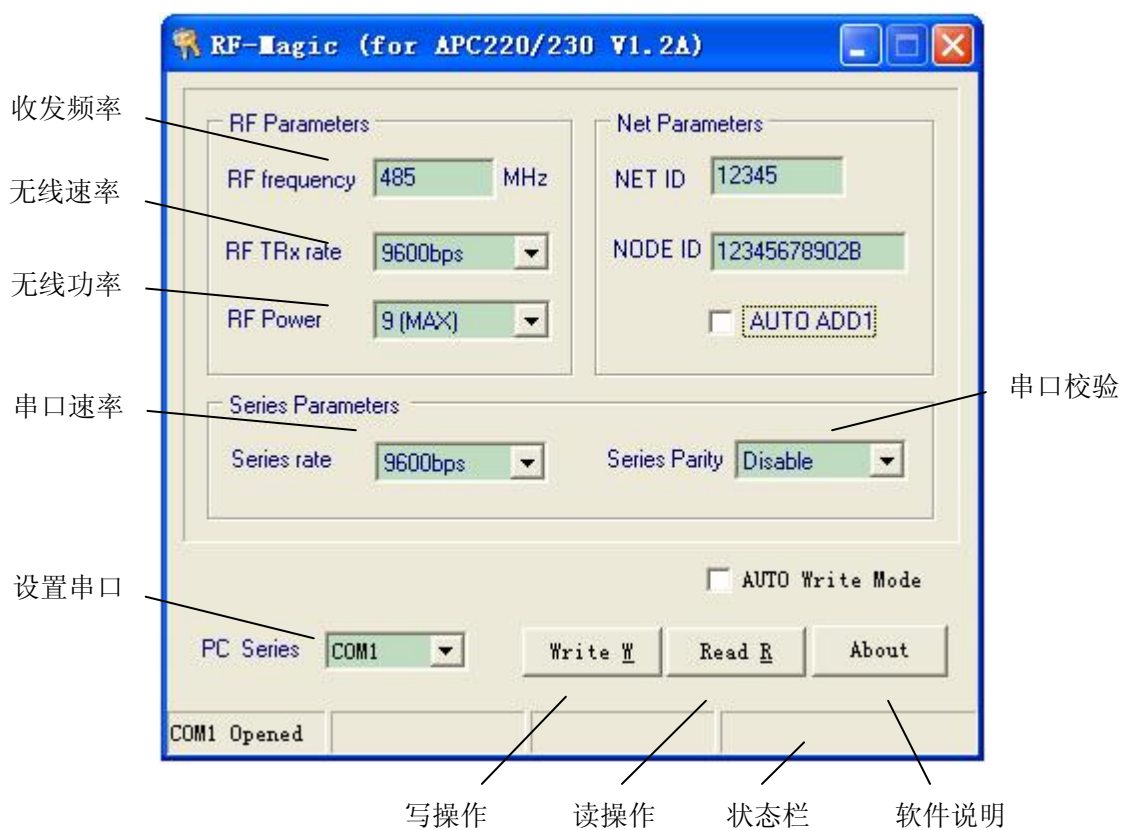 RF-Magic (for APC220/230 V1.2A)
收发频率
RF Parameters
Net Parameters
RF frequency 485 MHz
NET ID 12345
无线速率
RF TRx rate 9600bps
NODE ID 12345678902B
无线功率
RF Power 9 (MAX)
AUTO ADD1
串口校验
串口速率
Series Parameters
Series rate 9600bps
Series Parity Disable
设置串口
AUTO Write Mode
PC Series COM1
Write W
Read R
About
COM1 Opened
写操作
读操作
状态栏
软件说明